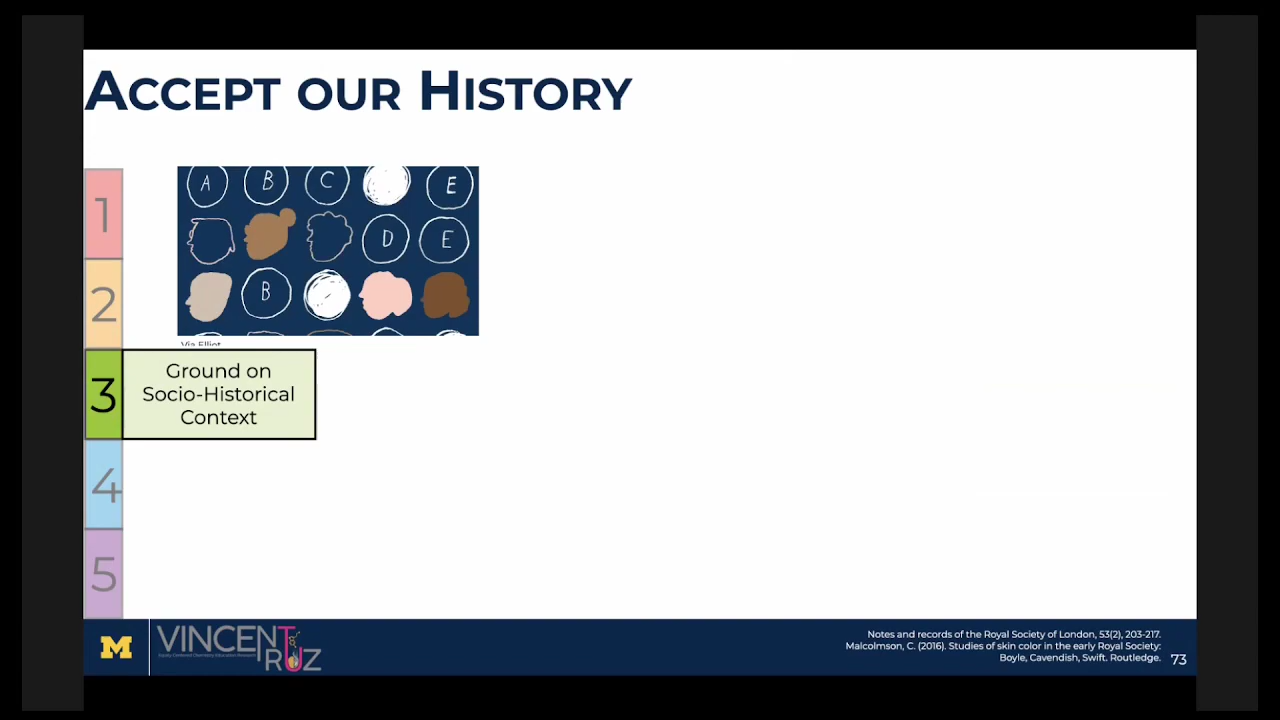 ACCEPT OUR HISTORY
A B C E
D E
B
Via Elliot
1
2
3
Ground on
Socio-Historical
Context
4
5
M
VINCENT
RUZ
Notes and records of the Royal Society of London, 53(2), 203-217.
Malcolmson, C. (2016). Studies of skin color in the early Royal Society:
Boyle, Cavendish, Swift. Routledge.
73